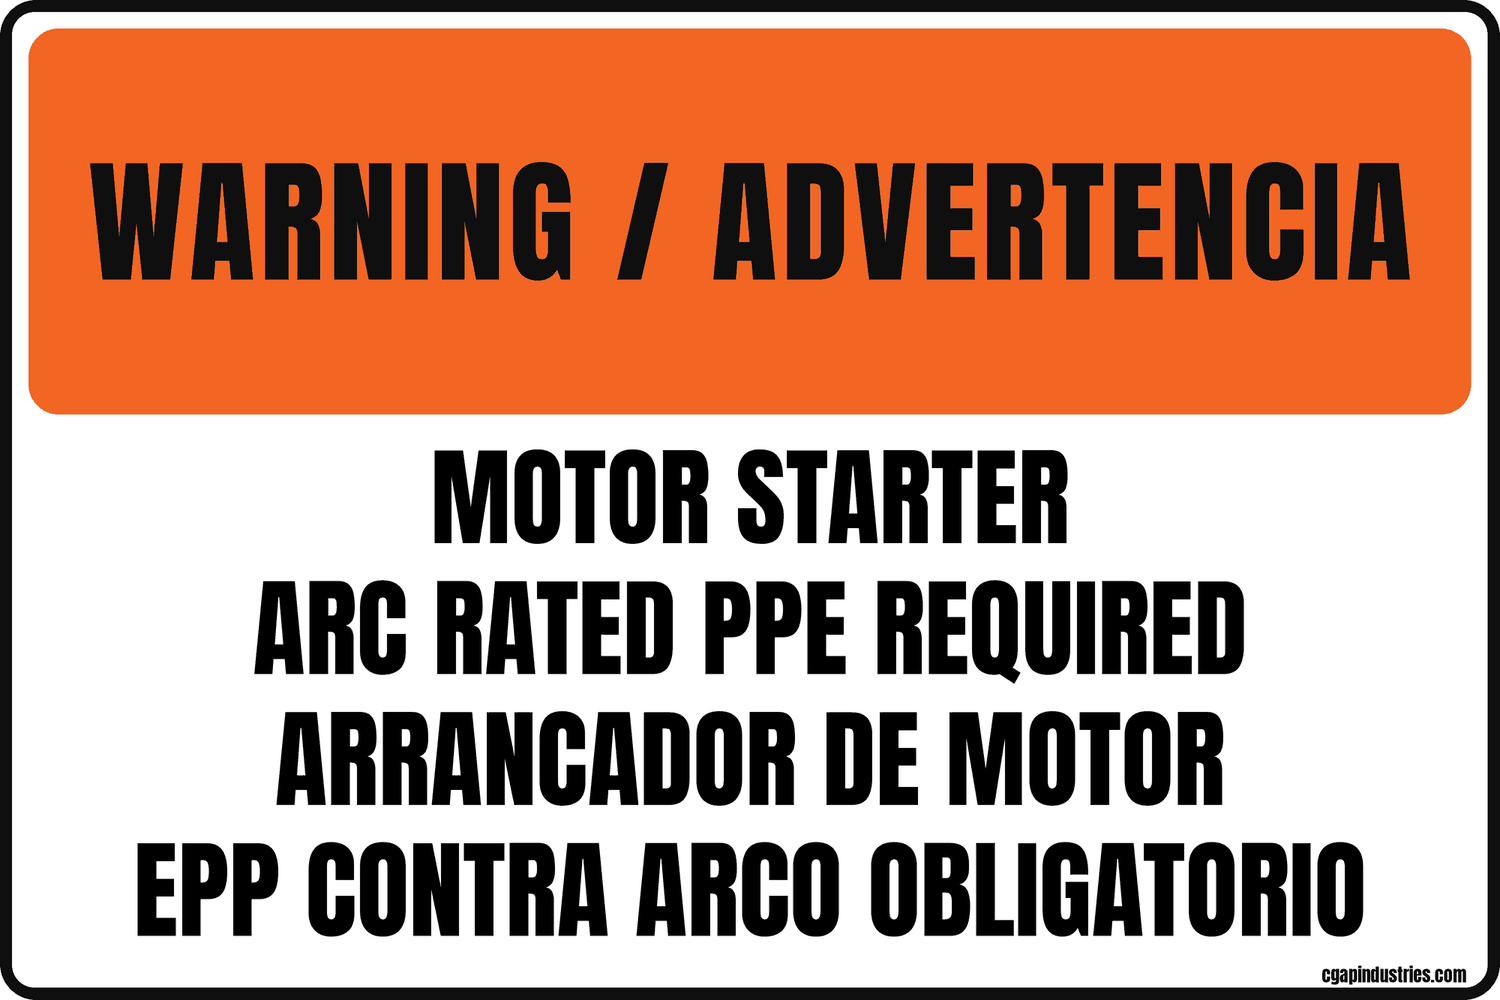 WARNING / ADVERTENCIA
MOTOR STARTER
ARC RATED PPE REQUIRED
ARRANCADOR DE MOTOR
EPP CONTRA ARCO OBLIGATORIO
cgapindustries.com